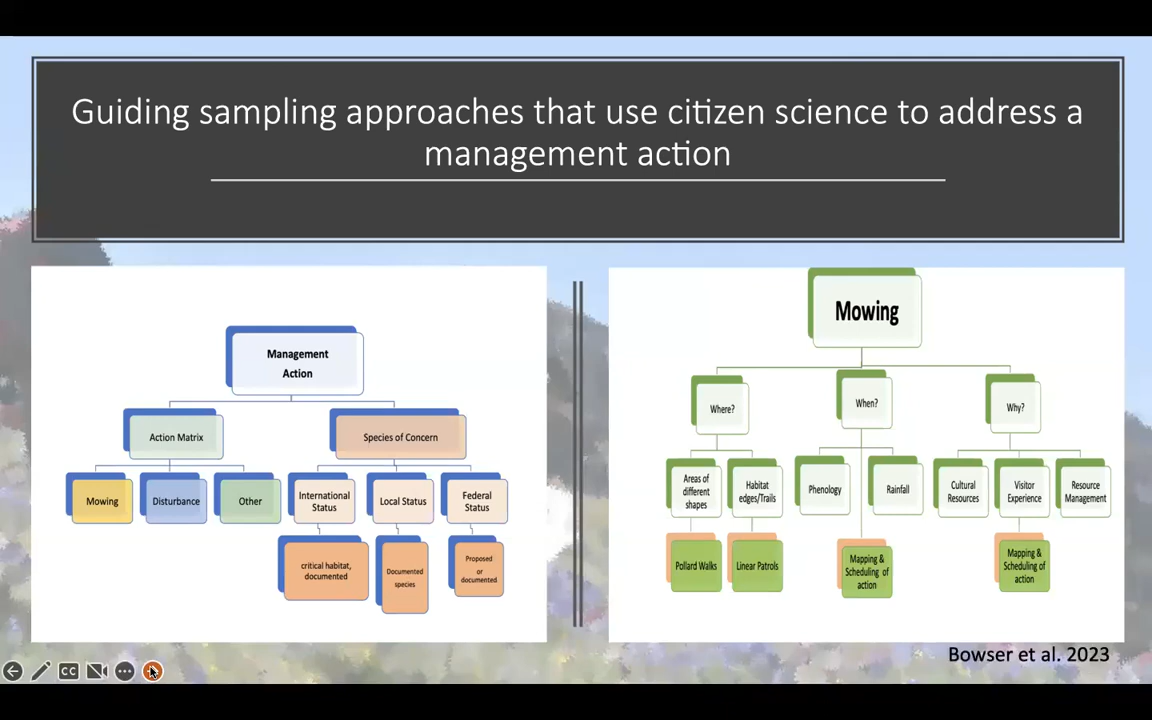 Guiding sampling approaches that use citizen science to address a
management action
Management
Action
Action Matrix
Species of Concern
Mowing
Disturbance
Other
International
Status
Local Status
Federal
Status
critical habitat,
documented
Documented
species
Proposed
or
documented
Mowing
Where?
When?
Why?
Areas of
different
shapes
Habitat
edges/Trails
Phenology
Rainfall
Cultural
Resources
Visitor
Experience
Resource
Management
Pollard Walks
Linear Patrols
Mapping &
Scheduling of
action
Mapping &
Scheduling of
action
Bowser et al. 2023
CC